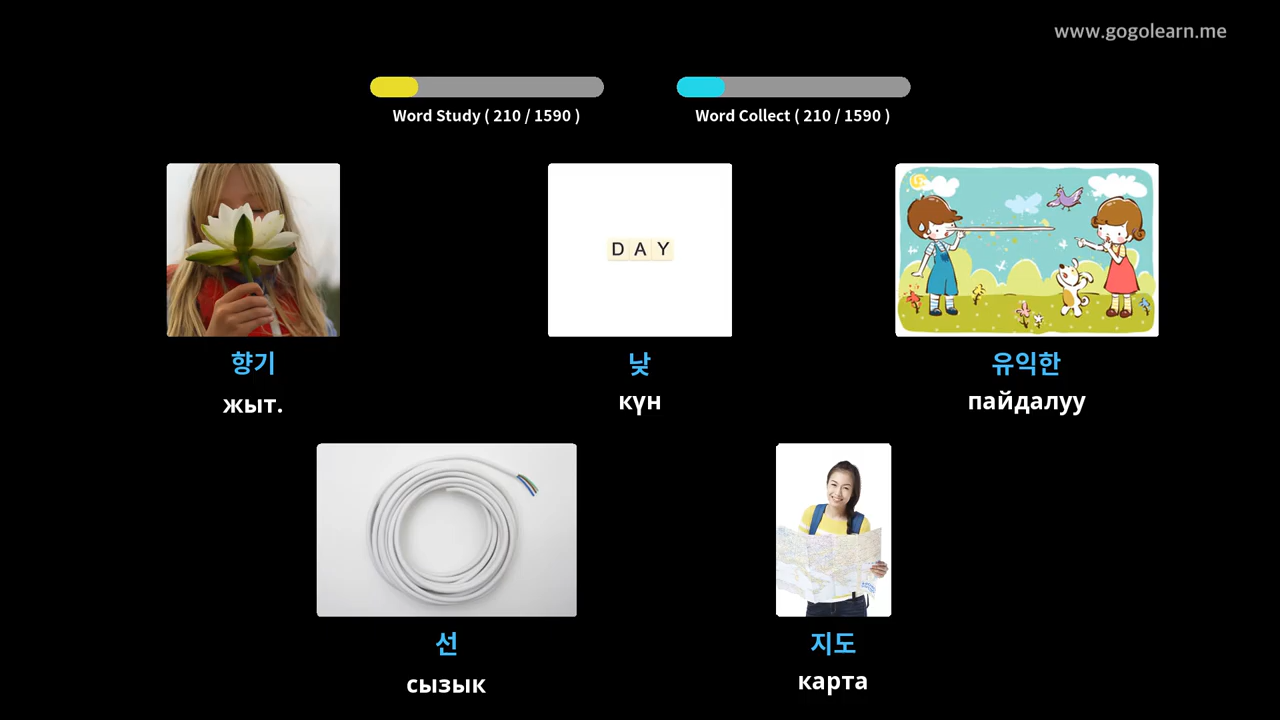 www.gogolearn.me
Word Study ( 210 / 1590 )
Word Collect ( 210 / 1590 )
DAY
향기
жыт.
낮
күн
유익한
пайдалуу
선
сызык
지도
карта